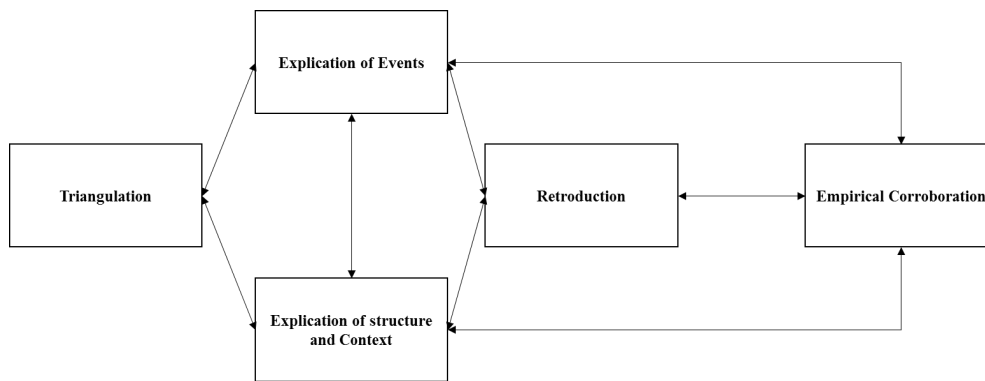 Explication of Events
Triangulation
Retroduction
Empirical Corroboration
Explication of structure
and Context